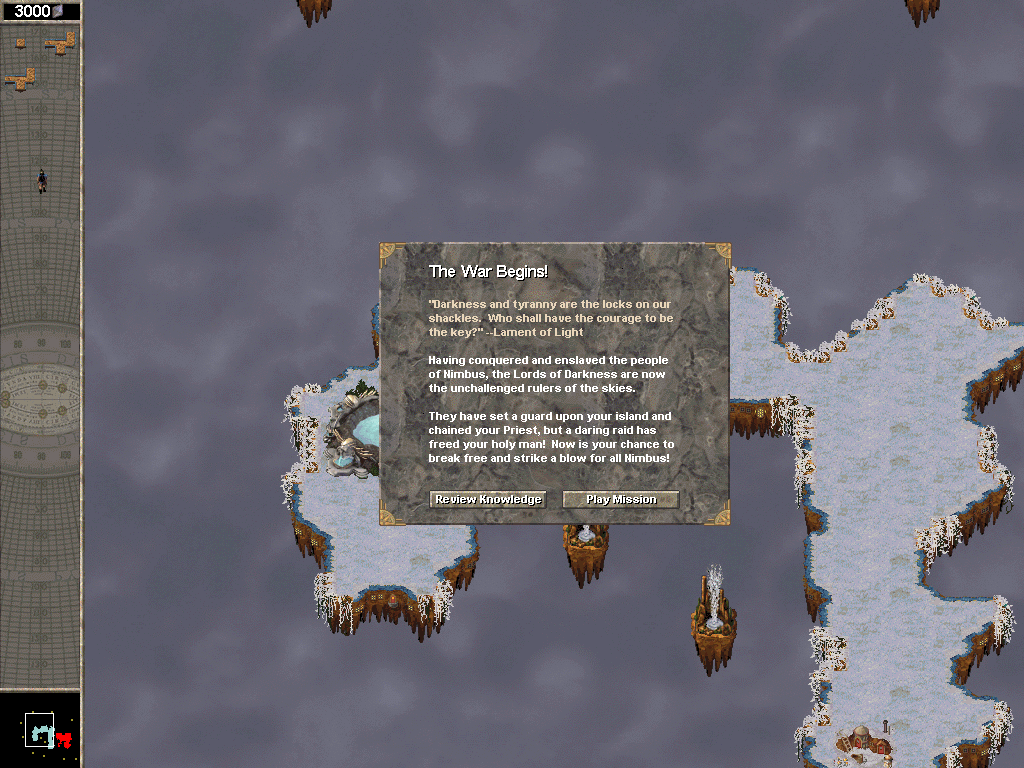 3000
The War Begins!
"Darkness and tyranny are the locks on our
shackles.  Who shall have the courage to be
the key?" --Lament of Light
Having conquered and enslaved the people
of Nimbus, the Lords of Darkness are now
the unchallenged rulers of the skies.
They have set a guard upon your island and
chained your Priest, but a daring raid has
freed your holy man!  Now is your chance to
break free and strike a blow for all Nimbus!
Review Knowledge
Play Mission